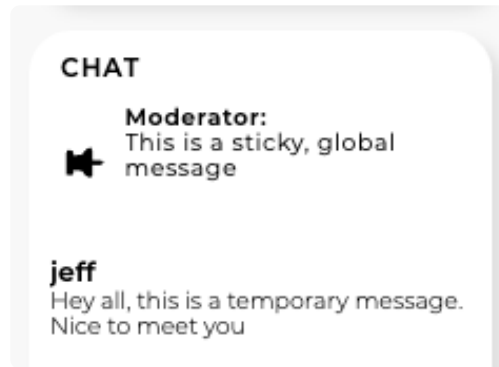 CHAT
Moderator:
This is a sticky, global
message
jeff
Hey all, this is a temporary message.
Nice to meet you